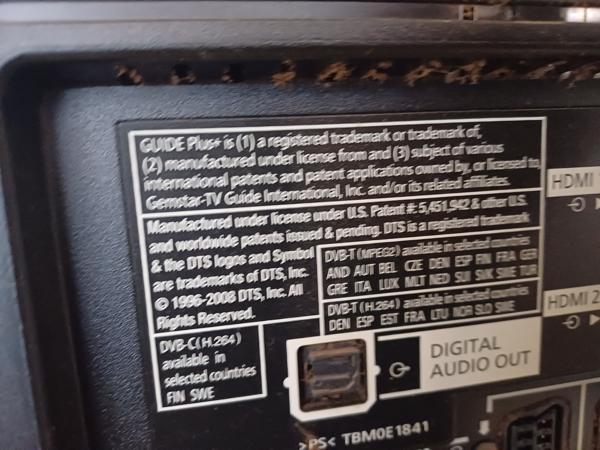 GUIDE Plus+ is (1) a registered trademark or trademark of,
(2) manufactured under license from and (3) subject of various
international patents and patent applications owned by, or licensed to,
Gemstar-TV Guide International, Inc. and/or its related affiliates.
Manufactured under license under U.S. Patent #: 5,451,942 & other U.S.
and worldwide patents issued & pending. DTS is a registered trademark
& the DTS logos and Symbol
are trademarks of DTS, Inc.
© 1996-2008 DTS, Inc. All
Rights Reserved.
DVB-T (MPEG2) available in selected countries
AND AUT BEL CZE DEN ESP FIN FRA GER
GRE ITA LUX MLT NED SUI SUK SWE TUR
DVB-T (H.264) available in selected countries
DEN ESP EST FRA LTU NOR SLO SWE
DVB-C (H.264)
available in
selected countries
FIN SWE
DIGITAL
AUDIO OUT
HDMI 1
HDMI 2
>PS< TBM0E1841